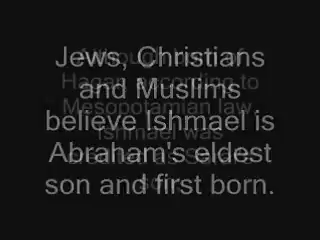 Jews, Christians
and Muslims
believe Ishmael is
Abraham's eldest
son and first born.
Hagar, according to
Mesopotamian law
Ishmael was